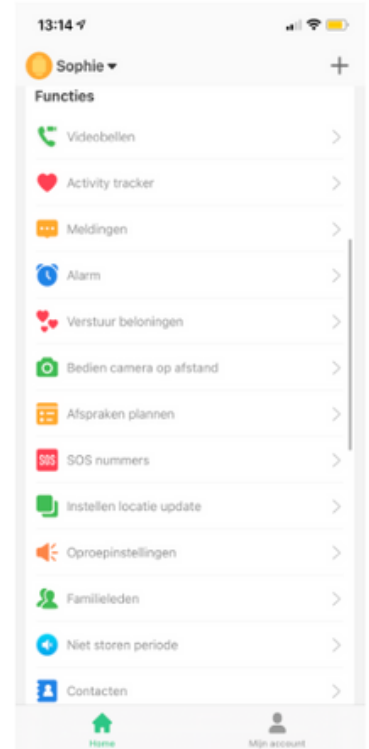 13:14
Sophie
Functies
Videobellen
Activity tracker
Meldingen
Alarm
Verstuur beloningen
Bedien camera op afstand
Afspraken plannen
SOS SOS nummers
Instellen locatie update
Oproepinstellingen
Familieleden
Niet storen periode
Contacten
Home Mijn account